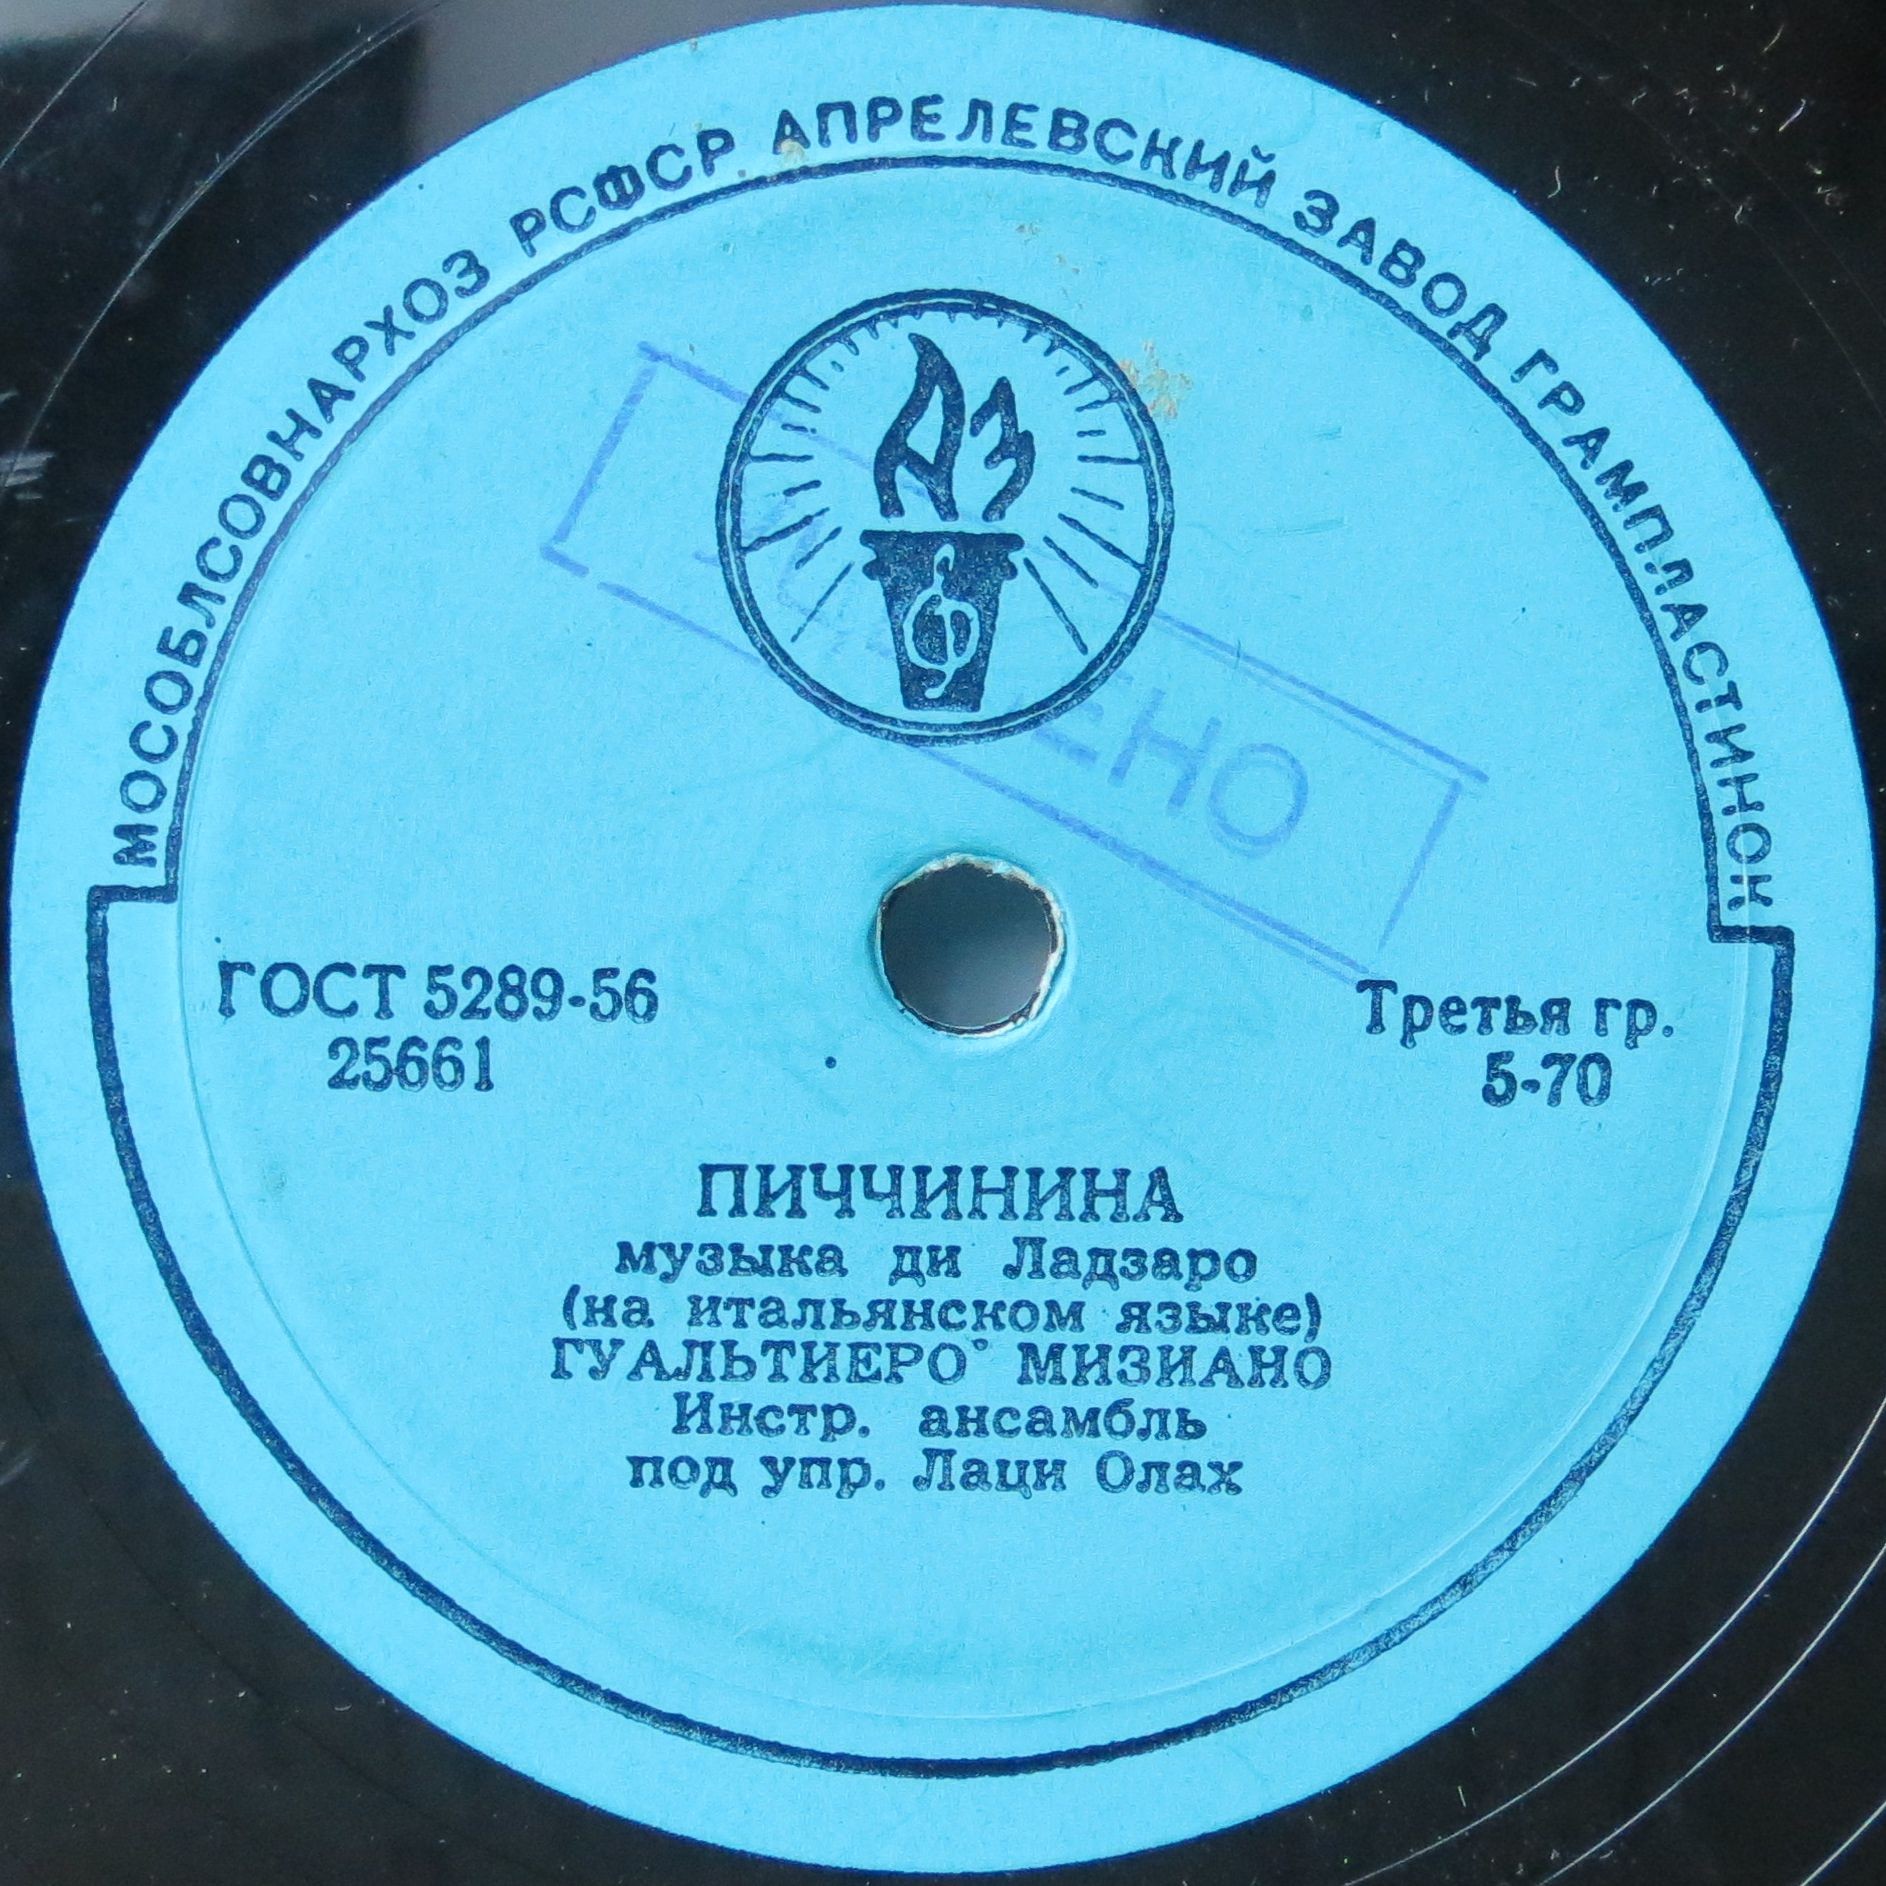 МОСОБЛСОВНАРХОЗ РСФСР АПРЕЛЕВСКИЙ ЗАВОД ГРАМПЛАСТИНОК
АЗ
ГОСТ 5289-56
25661
Третья гр.
5-70
ПИЧЧИНИНА
музыка ди Ладзаро
(на итальянском языке)
ГУАЛЬТИЕРО МИЗИАНО
Инстр. ансамбль
под упр. Лаци Олах